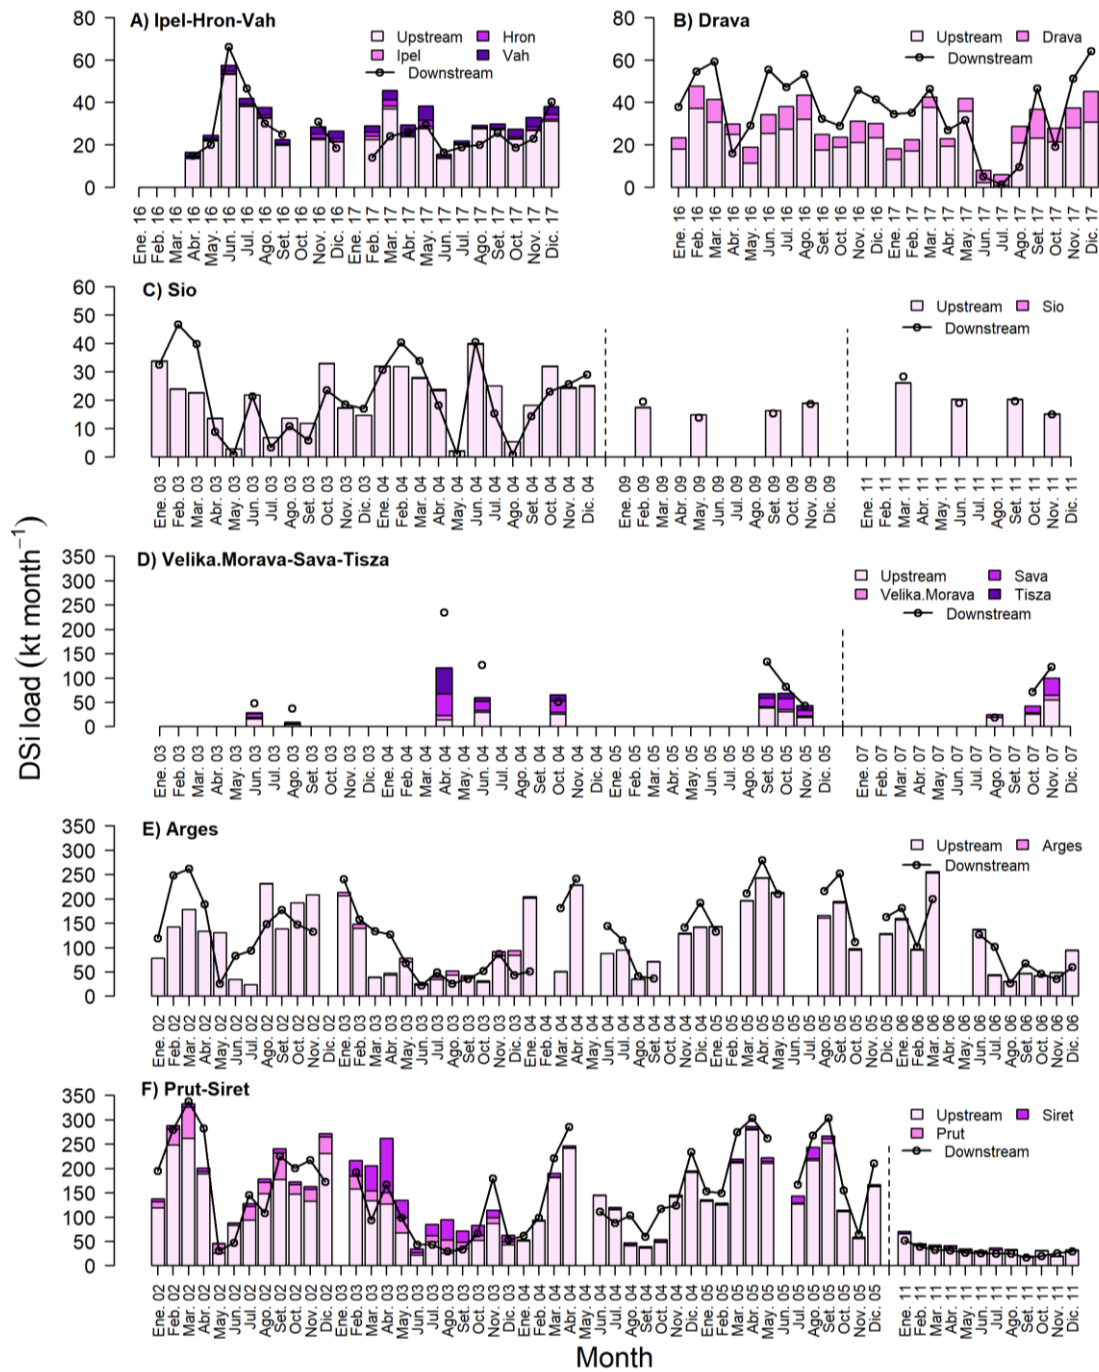 A) Ipel-Hron-Vah
Upstream Hron
Ipel Vah
Downstream
80
60
40
20
0
Ene. 16 Feb. 16 Mar. 16 Abr. 16 May. 16 Jun. 16 Jul. 16 Ago. 16 Set. 16 Oct. 16 Nov. 16 Dic. 16 Ene. 17 Feb. 17 Mar. 17 Abr. 17 May. 17 Jun. 17 Jul. 17 Ago. 17 Set. 17 Oct. 17 Nov. 17 Dic. 17
B) Drava
Upstream Drava
Downstream
80
60
40
20
0
Ene. 16 Feb. 16 Mar. 16 Abr. 16 May. 16 Jun. 16 Jul. 16 Ago. 16 Set. 16 Oct. 16 Nov. 16 Dic. 16 Ene. 17 Feb. 17 Mar. 17 Abr. 17 May. 17 Jun. 17 Jul. 17 Ago. 17 Set. 17 Oct. 17 Nov. 17 Dic. 17
C) Sio
Upstream Sio
Downstream
60
50
40
30
20
10
0
Ene. 03 Feb. 03 Mar. 03 Abr. 03 May. 03 Jun. 03 Jul. 03 Ago. 03 Set. 03 Oct. 03 Nov. 03 Dic. 03 Ene. 04 Feb. 04 Mar. 04 Abr. 04 May. 04 Jun. 04 Jul. 04 Ago. 04 Set. 04 Oct. 04 Nov. 04 Dic. 04 Ene. 09 Feb. 09 Mar. 09 Abr. 09 May. 09 Jun. 09 Jul. 09 Ago. 09 Set. 09 Oct. 09 Nov. 09 Dic. 09 Ene. 11 Feb. 11 Mar. 11 Abr. 11 May. 11 Jun. 11 Jul. 11 Ago. 11 Set. 11 Oct. 11 Nov. 11 Dic. 11
DSi load (kt month⁻¹)
D) Velika.Morava-Sava-Tisza
Upstream Sava
Velika.Morava Tisza
Downstream
350
300
250
200
150
100
50
0
Ene. 03 Feb. 03 Mar. 03 Abr. 03 May. 03 Jun. 03 Jul. 03 Ago. 03 Set. 03 Oct. 03 Nov. 03 Dic. 03 Ene. 04 Feb. 04 Mar. 04 Abr. 04 May. 04 Jun. 04 Jul. 04 Ago. 04 Set. 04 Oct. 04 Nov. 04 Dic. 04 Ene. 05 Feb. 05 Mar. 05 Abr. 05 May. 05 Jun. 05 Jul. 05 Ago. 05 Set. 05 Oct. 05 Nov. 05 Dic. 05 Ene. 07 Feb. 07 Mar. 07 Abr. 07 May. 07 Jun. 07 Jul. 07 Ago. 07 Set. 07 Oct. 07 Nov. 07 Dic. 07
E) Arges
Upstream Arges
Downstream
350
300
250
200
150
100
50
0
Ene. 02 Feb. 02 Mar. 02 Abr. 02 May. 02 Jun. 02 Jul. 02 Ago. 02 Set. 02 Oct. 02 Nov. 02 Dic. 02 Ene. 03 Feb. 03 Mar. 03 Abr. 03 May. 03 Jun. 03 Jul. 03 Ago. 03 Set. 03 Oct. 03 Nov. 03 Dic. 03 Ene. 04 Feb. 04 Mar. 04 Abr. 04 May. 04 Jun. 04 Jul. 04 Ago. 04 Set. 04 Oct. 04 Nov. 04 Dic. 04 Ene. 05 Feb. 05 Mar. 05 Abr. 05 May. 05 Jun. 05 Jul. 05 Ago. 05 Set. 05 Oct. 05 Nov. 05 Dic. 05 Ene. 06 Feb. 06 Mar. 06 Abr. 06 May. 06 Jun. 06 Jul. 06 Ago. 06 Set. 06 Oct. 06 Nov. 06 Dic. 06
F) Prut-Siret
Upstream Siret
Prut
Downstream
350
300
250
200
150
100
50
0
Ene. 02 Feb. 02 Mar. 02 Abr. 02 May. 02 Jun. 02 Jul. 02 Ago. 02 Set. 02 Oct. 02 Nov. 02 Dic. 02 Ene. 03 Feb. 03 Mar. 03 Abr. 03 May. 03 Jun. 03 Jul. 03 Ago. 03 Set. 03 Oct. 03 Nov. 03 Dic. 03 Ene. 04 Feb. 04 Mar. 04 Abr. 04 May. 04 Jun. 04 Jul. 04 Ago. 04 Set. 04 Oct. 04 Nov. 04 Dic. 04 Ene. 05 Feb. 05 Mar. 05 Abr. 05 May. 05 Jun. 05 Jul. 05 Ago. 05 Set. 05 Oct. 05 Nov. 05 Dic. 05 Ene. 11 Feb. 11 Mar. 11 Abr. 11 May. 11 Jun. 11 Jul. 11 Ago. 11 Set. 11 Oct. 11 Nov. 11 Dic. 11
Month